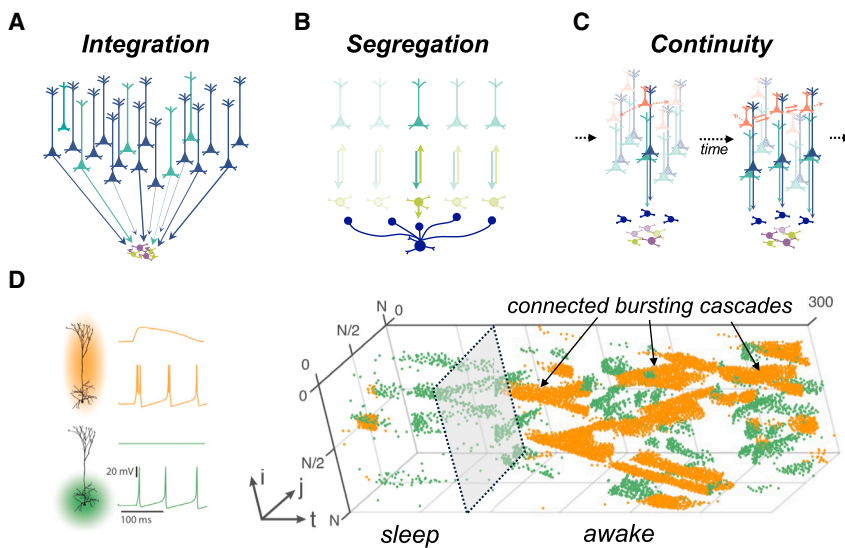 A
Integration
B
Segregation
C
Continuity
time
D
20 mV
100 ms
connected bursting cascades
N
0
300
N/2
0
0
N/2
N
i
j
t
sleep
awake